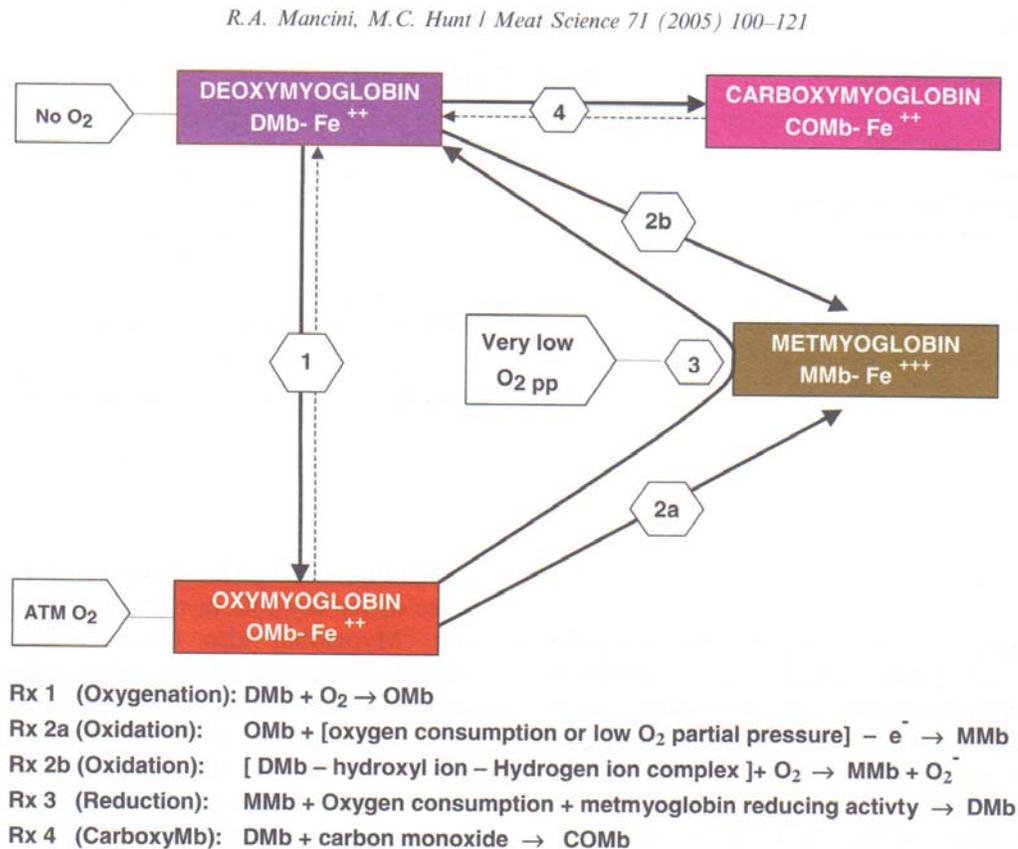 R.A. Mancini, M.C. Hunt / Meat Science 71 (2005) 100–121
No O2
DEOXYMYOGLOBIN
DMb- Fe ++
4
CARBOXYMYOGLOBIN
COMb- Fe ++
2b
1
Very low
O2 pp
3
METMYOGLOBIN
MMb- Fe +++
2a
ATM O2
OXYMYOGLOBIN
OMb- Fe ++
Rx 1 (Oxygenation): DMb + O2 → OMb
Rx 2a (Oxidation): OMb + [oxygen consumption or low O2 partial pressure] – e- → MMb
Rx 2b (Oxidation): [ DMb – hydroxyl ion – Hydrogen ion complex ]+ O2 → MMb + O2-
Rx 3 (Reduction): MMb + Oxygen consumption + metmyoglobin reducing activty → DMb
Rx 4 (CarboxyMb): DMb + carbon monoxide → COMb